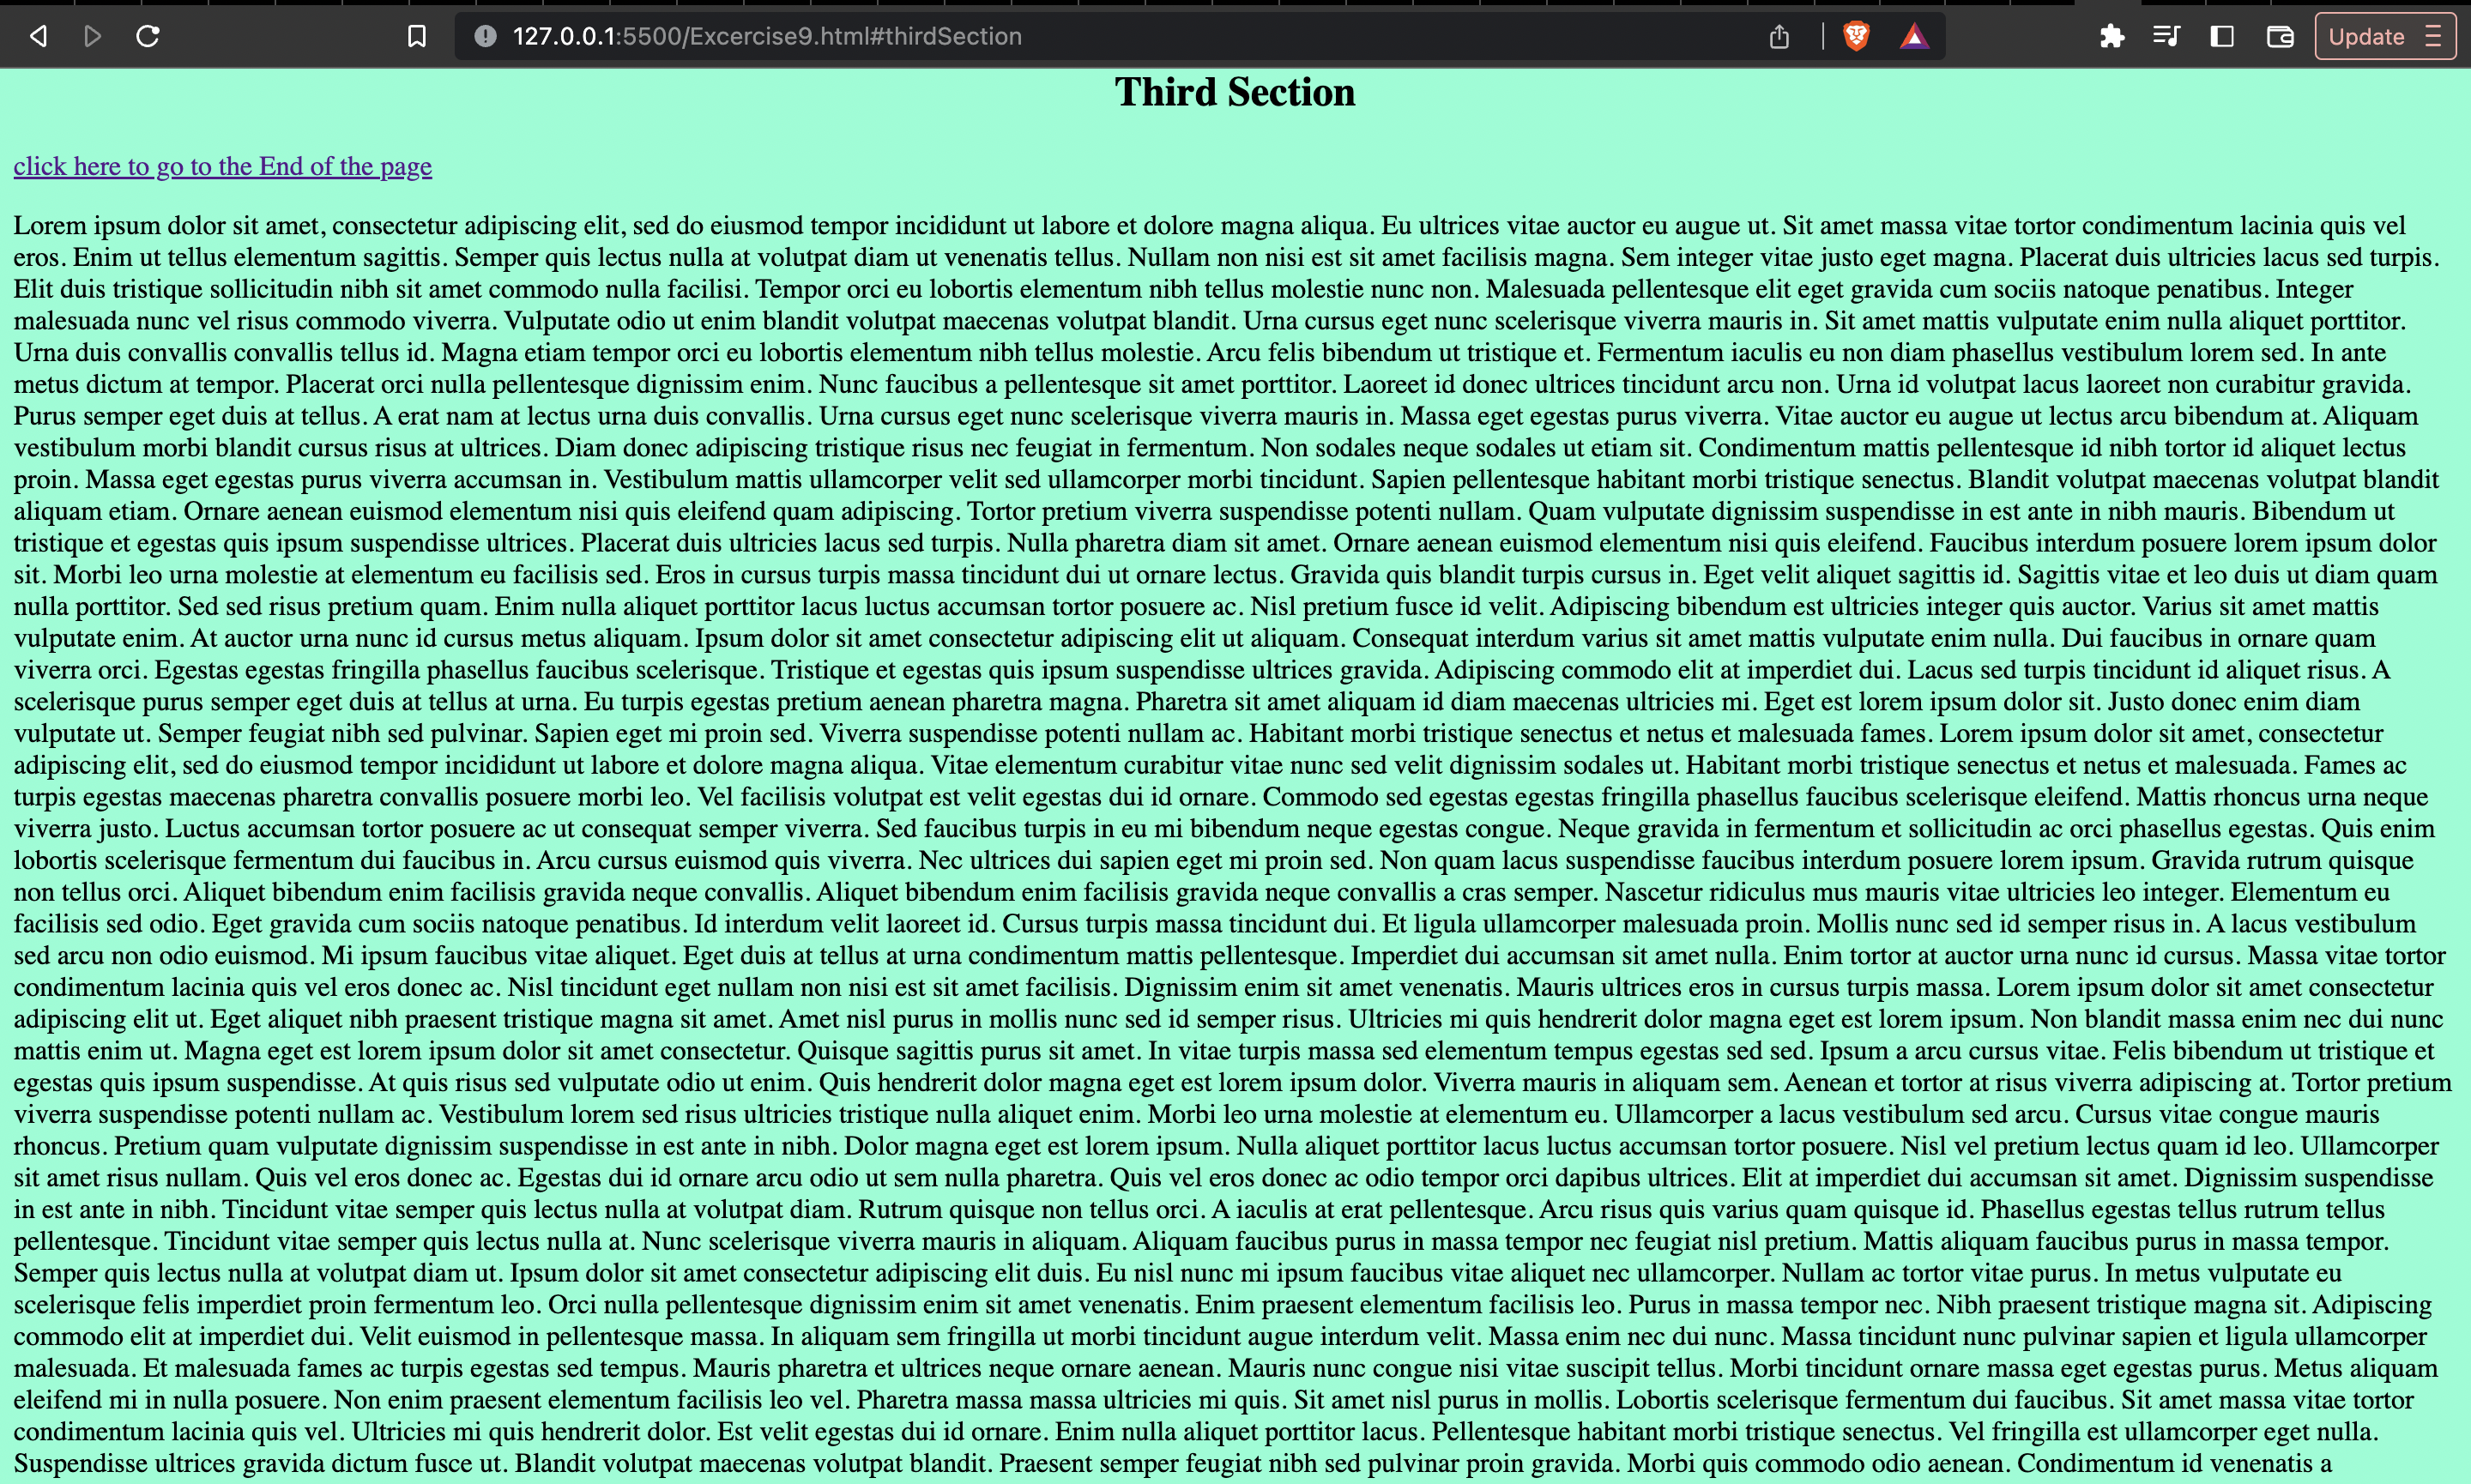 127.0.0.1:5500/Excercise9.html#thirdSection
Update
Third Section
click here to go to the End of the page
Lorem ipsum dolor sit amet, consectetur adipiscing elit, sed do eiusmod tempor incididunt ut labore et dolore magna aliqua. Eu ultrices vitae auctor eu augue ut. Sit amet massa vitae tortor condimentum lacinia quis vel
eros. Enim ut tellus elementum sagittis. Semper quis lectus nulla at volutpat diam ut venenatis tellus. Nullam non nisi est sit amet facilisis magna. Sem integer vitae justo eget magna. Placerat duis ultricies lacus sed turpis.
Elit duis tristique sollicitudin nibh sit amet commodo nulla facilisi. Tempor orci eu lobortis elementum nibh tellus molestie nunc non. Malesuada pellentesque elit eget gravida cum sociis natoque penatibus. Integer
malesuada nunc vel risus commodo viverra. Vulputate odio ut enim blandit volutpat maecenas volutpat blandit. Urna cursus eget nunc scelerisque viverra mauris in. Sit amet mattis vulputate enim nulla aliquet porttitor.
Urna duis convallis convallis tellus id. Magna etiam tempor orci eu lobortis elementum nibh tellus molestie. Arcu felis bibendum ut tristique et. Fermentum iaculis eu non diam phasellus vestibulum lorem sed. In ante
metus dictum at tempor. Placerat orci nulla pellentesque dignissim enim. Nunc faucibus a pellentesque sit amet porttitor. Laoreet id donec ultrices tincidunt arcu non. Urna id volutpat lacus laoreet non curabitur gravida.
Purus semper eget duis at tellus. A erat nam at lectus urna duis convallis. Urna cursus eget nunc scelerisque viverra mauris in. Massa eget egestas purus viverra. Vitae auctor eu augue ut lectus arcu bibendum at. Aliquam
vestibulum morbi blandit cursus risus at ultrices. Diam donec adipiscing tristique risus nec feugiat in fermentum. Non sodales neque sodales ut etiam sit. Condimentum mattis pellentesque id nibh tortor id aliquet lectus
proin. Massa eget egestas purus viverra accumsan in. Vestibulum mattis ullamcorper velit sed ullamcorper morbi tincidunt. Sapien pellentesque habitant morbi tristique senectus. Blandit volutpat maecenas volutpat blandit
aliquam etiam. Ornare aenean euismod elementum nisi quis eleifend quam adipiscing. Tortor pretium viverra suspendisse potenti nullam. Quam vulputate dignissim suspendisse in est ante in nibh mauris. Bibendum ut
tristique et egestas quis ipsum suspendisse ultrices. Placerat duis ultricies lacus sed turpis. Nulla pharetra diam sit amet. Ornare aenean euismod elementum nisi quis eleifend. Faucibus interdum posuere lorem ipsum dolor
sit. Morbi leo urna molestie at elementum eu facilisis sed. Eros in cursus turpis massa tincidunt dui ut ornare lectus. Gravida quis blandit turpis cursus in. Eget velit aliquet sagittis id. Sagittis vitae et leo duis ut diam quam
nulla porttitor. Sed sed risus pretium quam. Enim nulla aliquet porttitor lacus luctus accumsan tortor posuere ac. Nisl pretium fusce id velit. Adipiscing bibendum est ultricies integer quis auctor. Varius sit amet mattis
vulputate enim. At auctor urna nunc id cursus metus aliquam. Ipsum dolor sit amet consectetur adipiscing elit ut aliquam. Consequat interdum varius sit amet mattis vulputate enim nulla. Dui faucibus in ornare quam
viverra orci. Egestas egestas fringilla phasellus faucibus scelerisque. Tristique et egestas quis ipsum suspendisse ultrices gravida. Adipiscing commodo elit at imperdiet dui. Lacus sed turpis tincidunt id aliquet risus. A
scelerisque purus semper eget duis at tellus at urna. Eu turpis egestas pretium aenean pharetra magna. Pharetra sit amet aliquam id diam maecenas ultricies mi. Eget est lorem ipsum dolor sit. Justo donec enim diam
vulputate ut. Semper feugiat nibh sed pulvinar. Sapien eget mi proin sed. Viverra suspendisse potenti nullam ac. Habitant morbi tristique senectus et netus et malesuada fames. Lorem ipsum dolor sit amet, consectetur
adipiscing elit, sed do eiusmod tempor incididunt ut labore et dolore magna aliqua. Vitae elementum curabitur vitae nunc sed velit dignissim sodales ut. Habitant morbi tristique senectus et netus et malesuada. Fames ac
turpis egestas maecenas pharetra convallis posuere morbi leo. Vel facilisis volutpat est velit egestas dui id ornare. Commodo sed egestas egestas fringilla phasellus faucibus scelerisque eleifend. Mattis rhoncus urna neque
viverra justo. Luctus accumsan tortor posuere ac ut consequat semper viverra. Sed faucibus turpis in eu mi bibendum neque egestas congue. Neque gravida in fermentum et sollicitudin ac orci phasellus egestas. Quis enim
lobortis scelerisque fermentum dui faucibus in. Arcu cursus euismod quis viverra. Nec ultrices dui sapien eget mi proin sed. Non quam lacus suspendisse faucibus interdum posuere lorem ipsum. Gravida rutrum quisque
non tellus orci. Aliquet bibendum enim facilisis gravida neque convallis. Aliquet bibendum enim facilisis gravida neque convallis a cras semper. Nascetur ridiculus mus mauris vitae ultricies leo integer. Elementum eu
facilisis sed odio. Eget gravida cum sociis natoque penatibus. Id interdum velit laoreet id. Cursus turpis massa tincidunt dui. Et ligula ullamcorper malesuada proin. Mollis nunc sed id semper risus in. A lacus vestibulum
sed arcu non odio euismod. Mi ipsum faucibus vitae aliquet. Eget duis at tellus at urna condimentum mattis pellentesque. Imperdiet dui accumsan sit amet nulla. Enim tortor at auctor urna nunc id cursus. Massa vitae tortor
condimentum lacinia quis vel eros donec ac. Nisl tincidunt eget nullam non nisi est sit amet facilisis. Dignissim enim sit amet venenatis. Mauris ultrices eros in cursus turpis massa. Lorem ipsum dolor sit amet consectetur
adipiscing elit ut. Eget aliquet nibh praesent tristique magna sit amet. Amet nisl purus in mollis nunc sed id semper risus. Ultricies mi quis hendrerit dolor magna eget est lorem ipsum. Non blandit massa enim nec dui nunc
mattis enim ut. Magna eget est lorem ipsum dolor sit amet consectetur. Quisque sagittis purus sit amet. In vitae turpis massa sed elementum tempus egestas sed sed. Ipsum a arcu cursus vitae. Felis bibendum ut tristique et
egestas quis ipsum suspendisse. At quis risus sed vulputate odio ut enim. Quis hendrerit dolor magna eget est lorem ipsum dolor. Viverra mauris in aliquam sem. Aenean et tortor at risus viverra adipiscing at. Tortor pretium
viverra suspendisse potenti nullam ac. Vestibulum lorem sed risus ultricies tristique nulla aliquet enim. Morbi leo urna molestie at elementum eu. Ullamcorper a lacus vestibulum sed arcu. Cursus vitae congue mauris
rhoncus. Pretium quam vulputate dignissim suspendisse in est ante in nibh. Dolor magna eget est lorem ipsum. Nulla aliquet porttitor lacus luctus accumsan tortor posuere. Nisl vel pretium lectus quam id leo. Ullamcorper
sit amet risus nullam. Quis vel eros donec ac. Egestas dui id ornare arcu odio ut sem nulla pharetra. Quis vel eros donec ac odio tempor orci dapibus ultrices. Elit at imperdiet dui accumsan sit amet. Dignissim suspendisse
in est ante in nibh. Tincidunt vitae semper quis lectus nulla at volutpat diam. Rutrum quisque non tellus orci. A iaculis at erat pellentesque. Arcu risus quis varius quam quisque id. Phasellus egestas tellus rutrum tellus
pellentesque. Tincidunt vitae semper quis lectus nulla at. Nunc scelerisque viverra mauris in aliquam. Aliquam faucibus purus in massa tempor nec feugiat nisl pretium. Mattis aliquam faucibus purus in massa tempor.
Semper quis lectus nulla at volutpat diam ut. Ipsum dolor sit amet consectetur adipiscing elit duis. Eu nisl nunc mi ipsum faucibus vitae aliquet nec ullamcorper. Nullam ac tortor vitae purus. In metus vulputate eu
scelerisque felis imperdiet proin fermentum leo. Orci nulla pellentesque dignissim enim sit amet venenatis. Enim praesent elementum facilisis leo. Purus in massa tempor nec. Nibh praesent tristique magna sit. Adipiscing
commodo elit at imperdiet dui. Velit euismod in pellentesque massa. In aliquam sem fringilla ut morbi tincidunt augue interdum velit. Massa enim nec dui nunc. Massa tincidunt nunc pulvinar sapien et ligula ullamcorper
malesuada. Et malesuada fames ac turpis egestas sed tempus. Mauris pharetra et ultrices neque ornare aenean. Mauris nunc congue nisi vitae suscipit tellus. Morbi tincidunt ornare massa eget egestas purus. Metus aliquam
eleifend mi in nulla posuere. Non enim praesent elementum facilisis leo vel. Pharetra massa massa ultricies mi quis. Sit amet nisl purus in mollis. Lobortis scelerisque fermentum dui faucibus. Sit amet massa vitae tortor
condimentum lacinia quis vel. Ultricies mi quis hendrerit dolor. Est velit egestas dui id ornare. Enim nulla aliquet porttitor lacus. Pellentesque habitant morbi tristique senectus. Vel fringilla est ullamcorper eget nulla.
Suspendisse ultrices gravida dictum fusce ut. Blandit volutpat maecenas volutpat blandit. Praesent semper feugiat nibh sed pulvinar proin gravida. Morbi quis commodo odio aenean. Condimentum id venenatis a